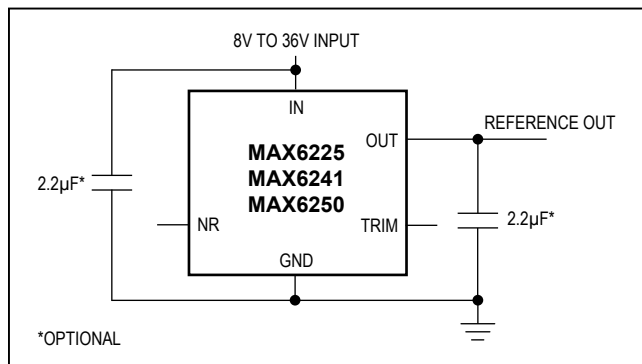 8V TO 36V INPUT
IN
OUT
REFERENCE OUT
MAX6225
MAX6241
MAX6250
2.2µF*
NR
TRIM
2.2µF*
GND
*OPTIONAL